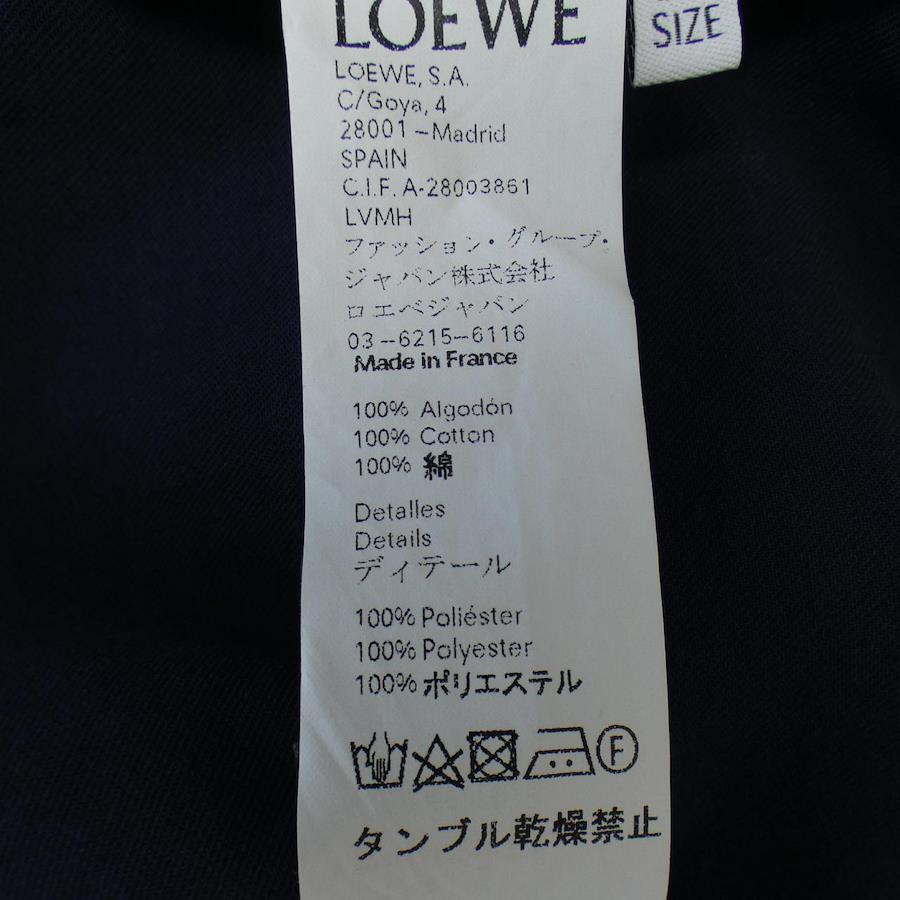 LOEWE
SIZE
LOEWE, S.A.
C/Goya, 4
28001 -Madrid
SPAIN
C.I.F. A-28003861
LVMH
ファッション・グループ・
ジャパン株式会社
ロエベジャパン
03-6215-6116
Made in France
100% Algodón
100% Cotton
100% 綿
Detalles
Details
ディテール
100% Poliéster
100% Polyester
100% ポリエステル
F
タンブル乾燥禁止